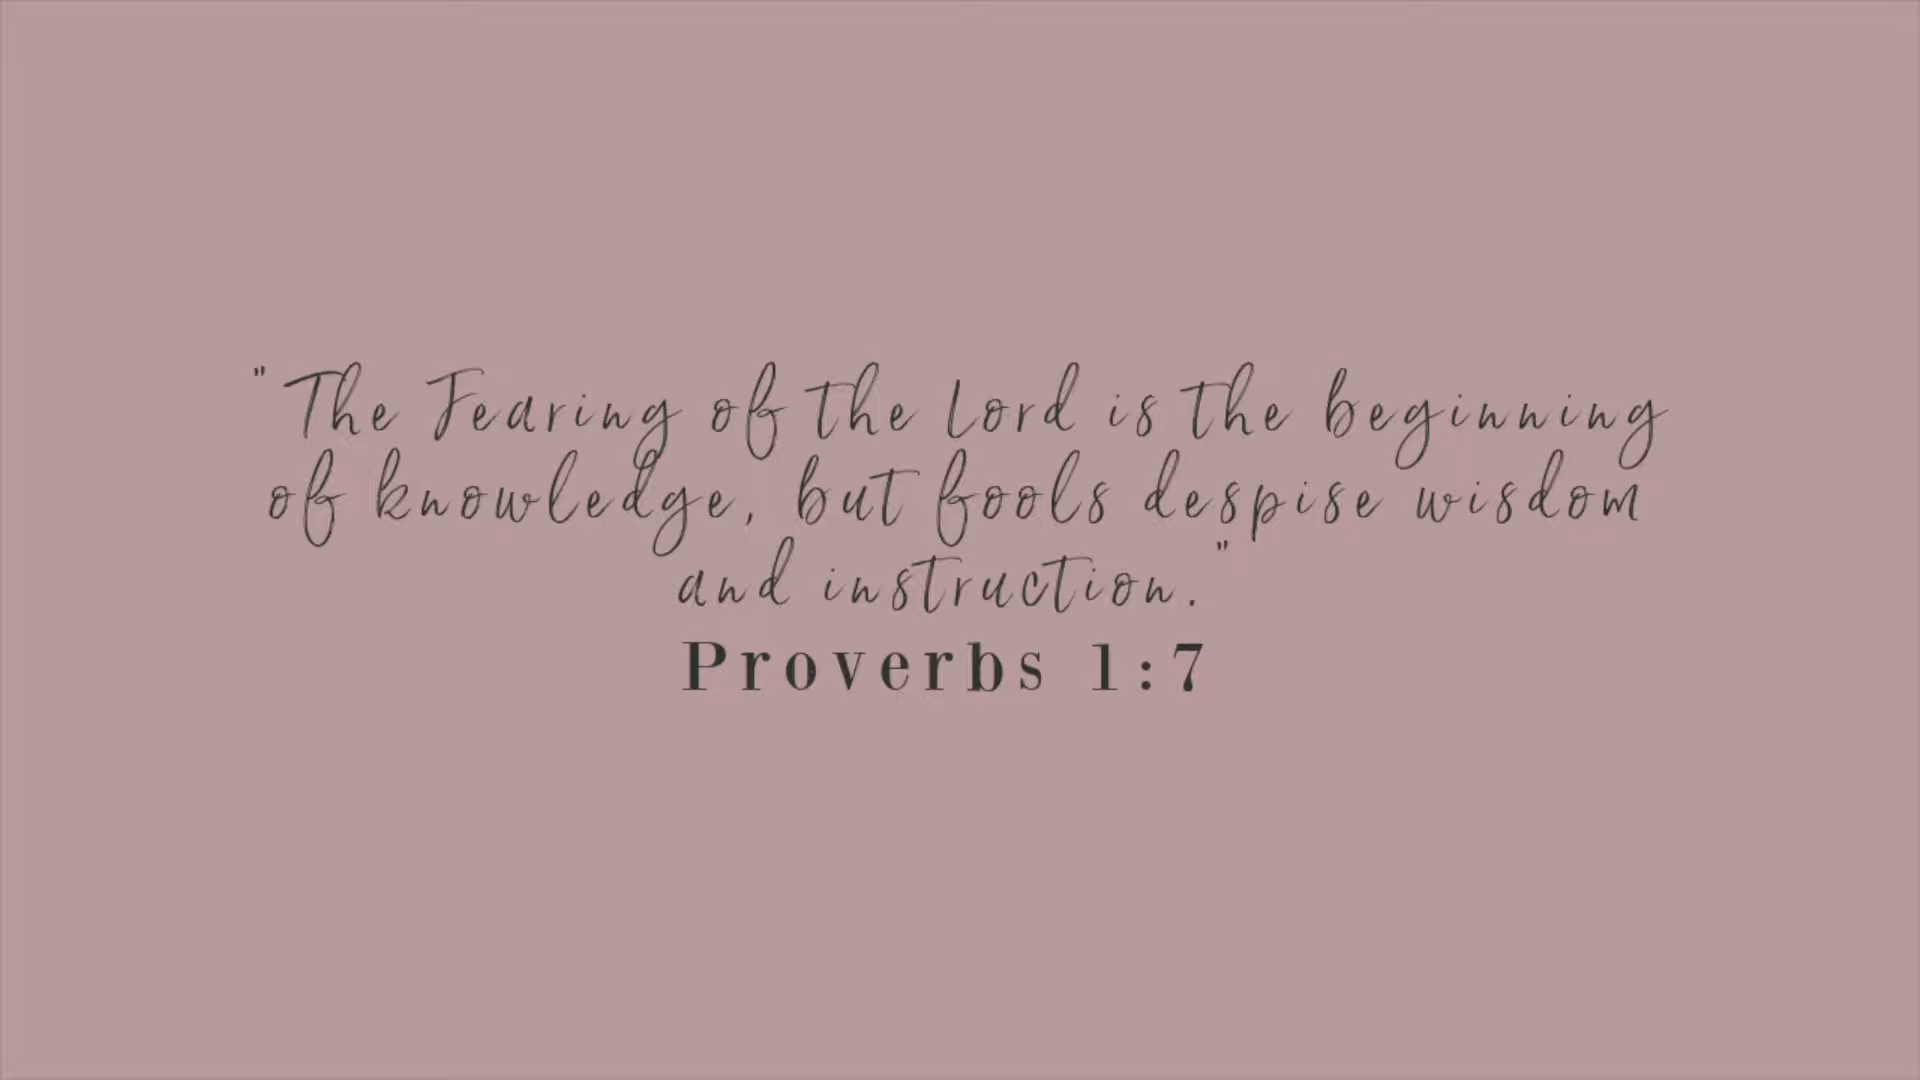 "The Fearing of the Lord is the beginning
of knowledge, but fools despise wisdom
and instruction."
Proverbs 1:7